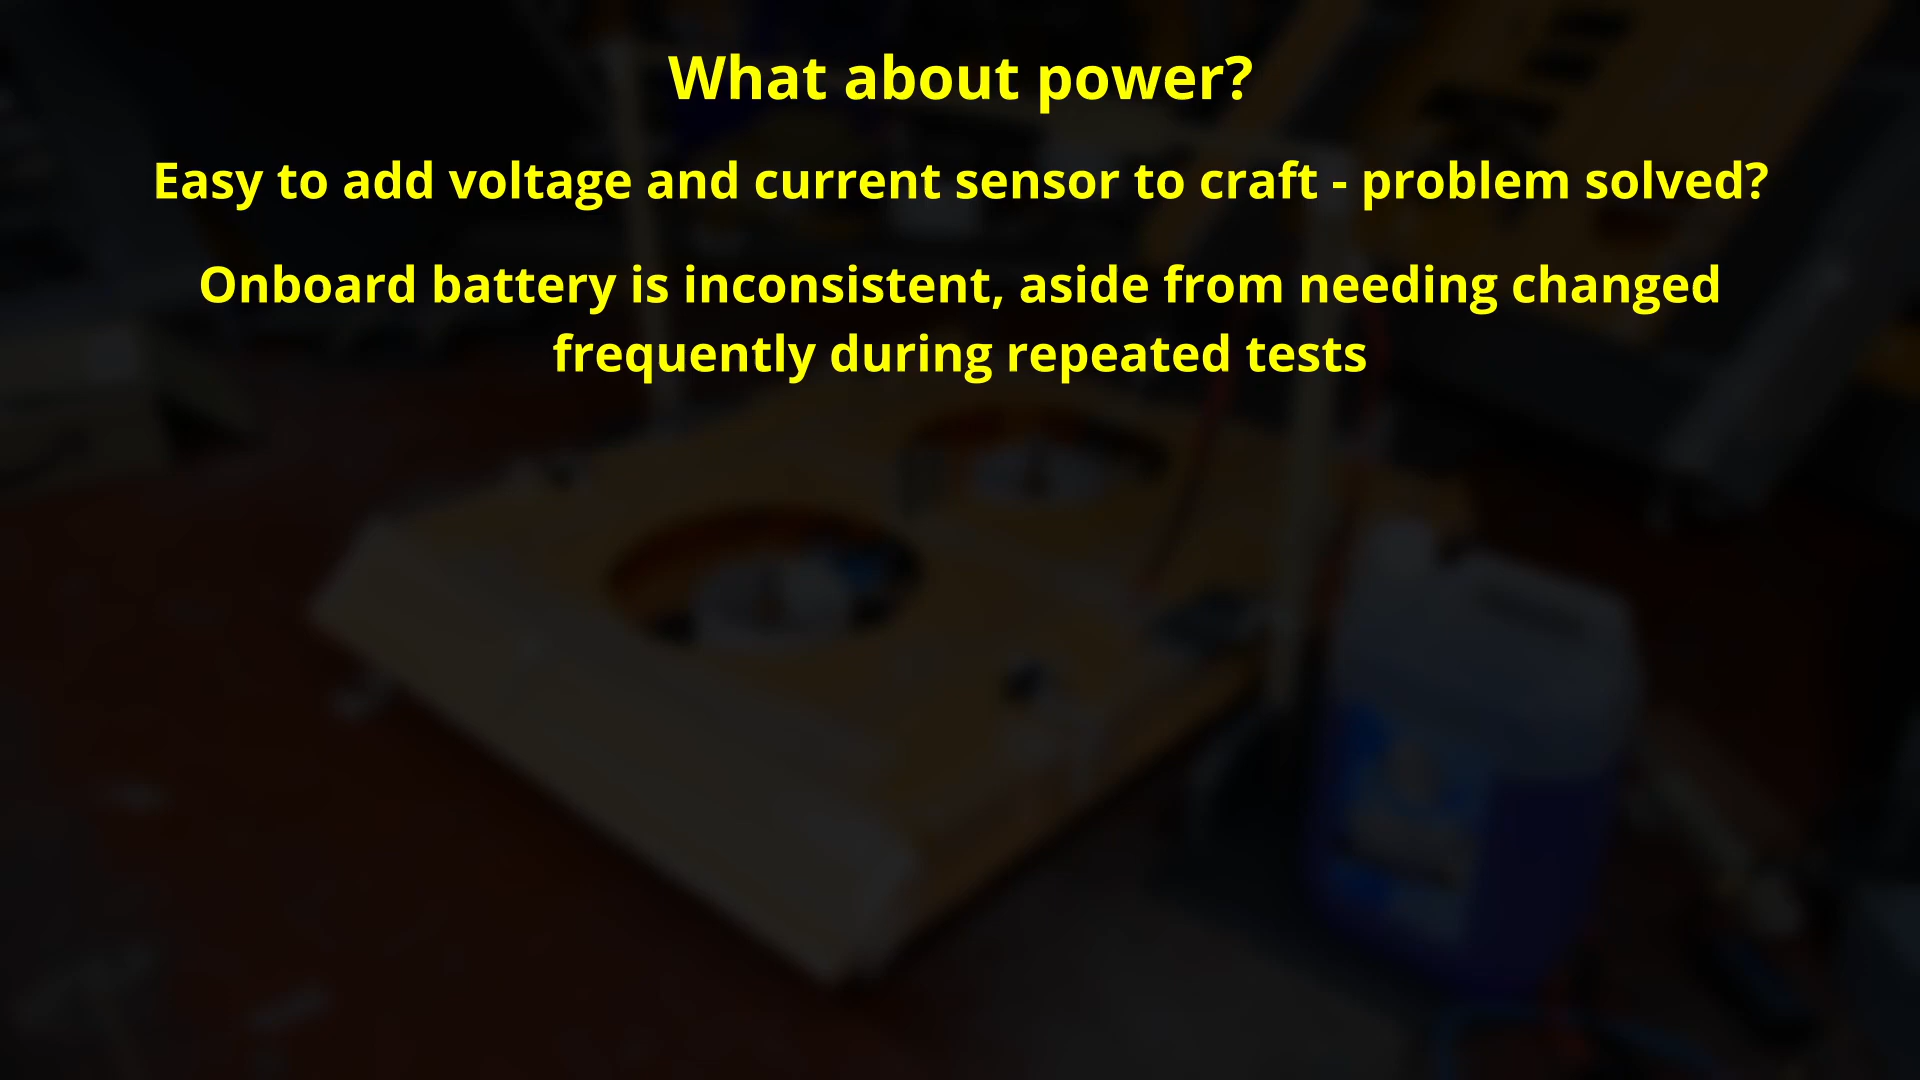 What about power?
Easy to add voltage and current sensor to craft - problem solved?
Onboard battery is inconsistent, aside from needing changed
frequently during repeated tests